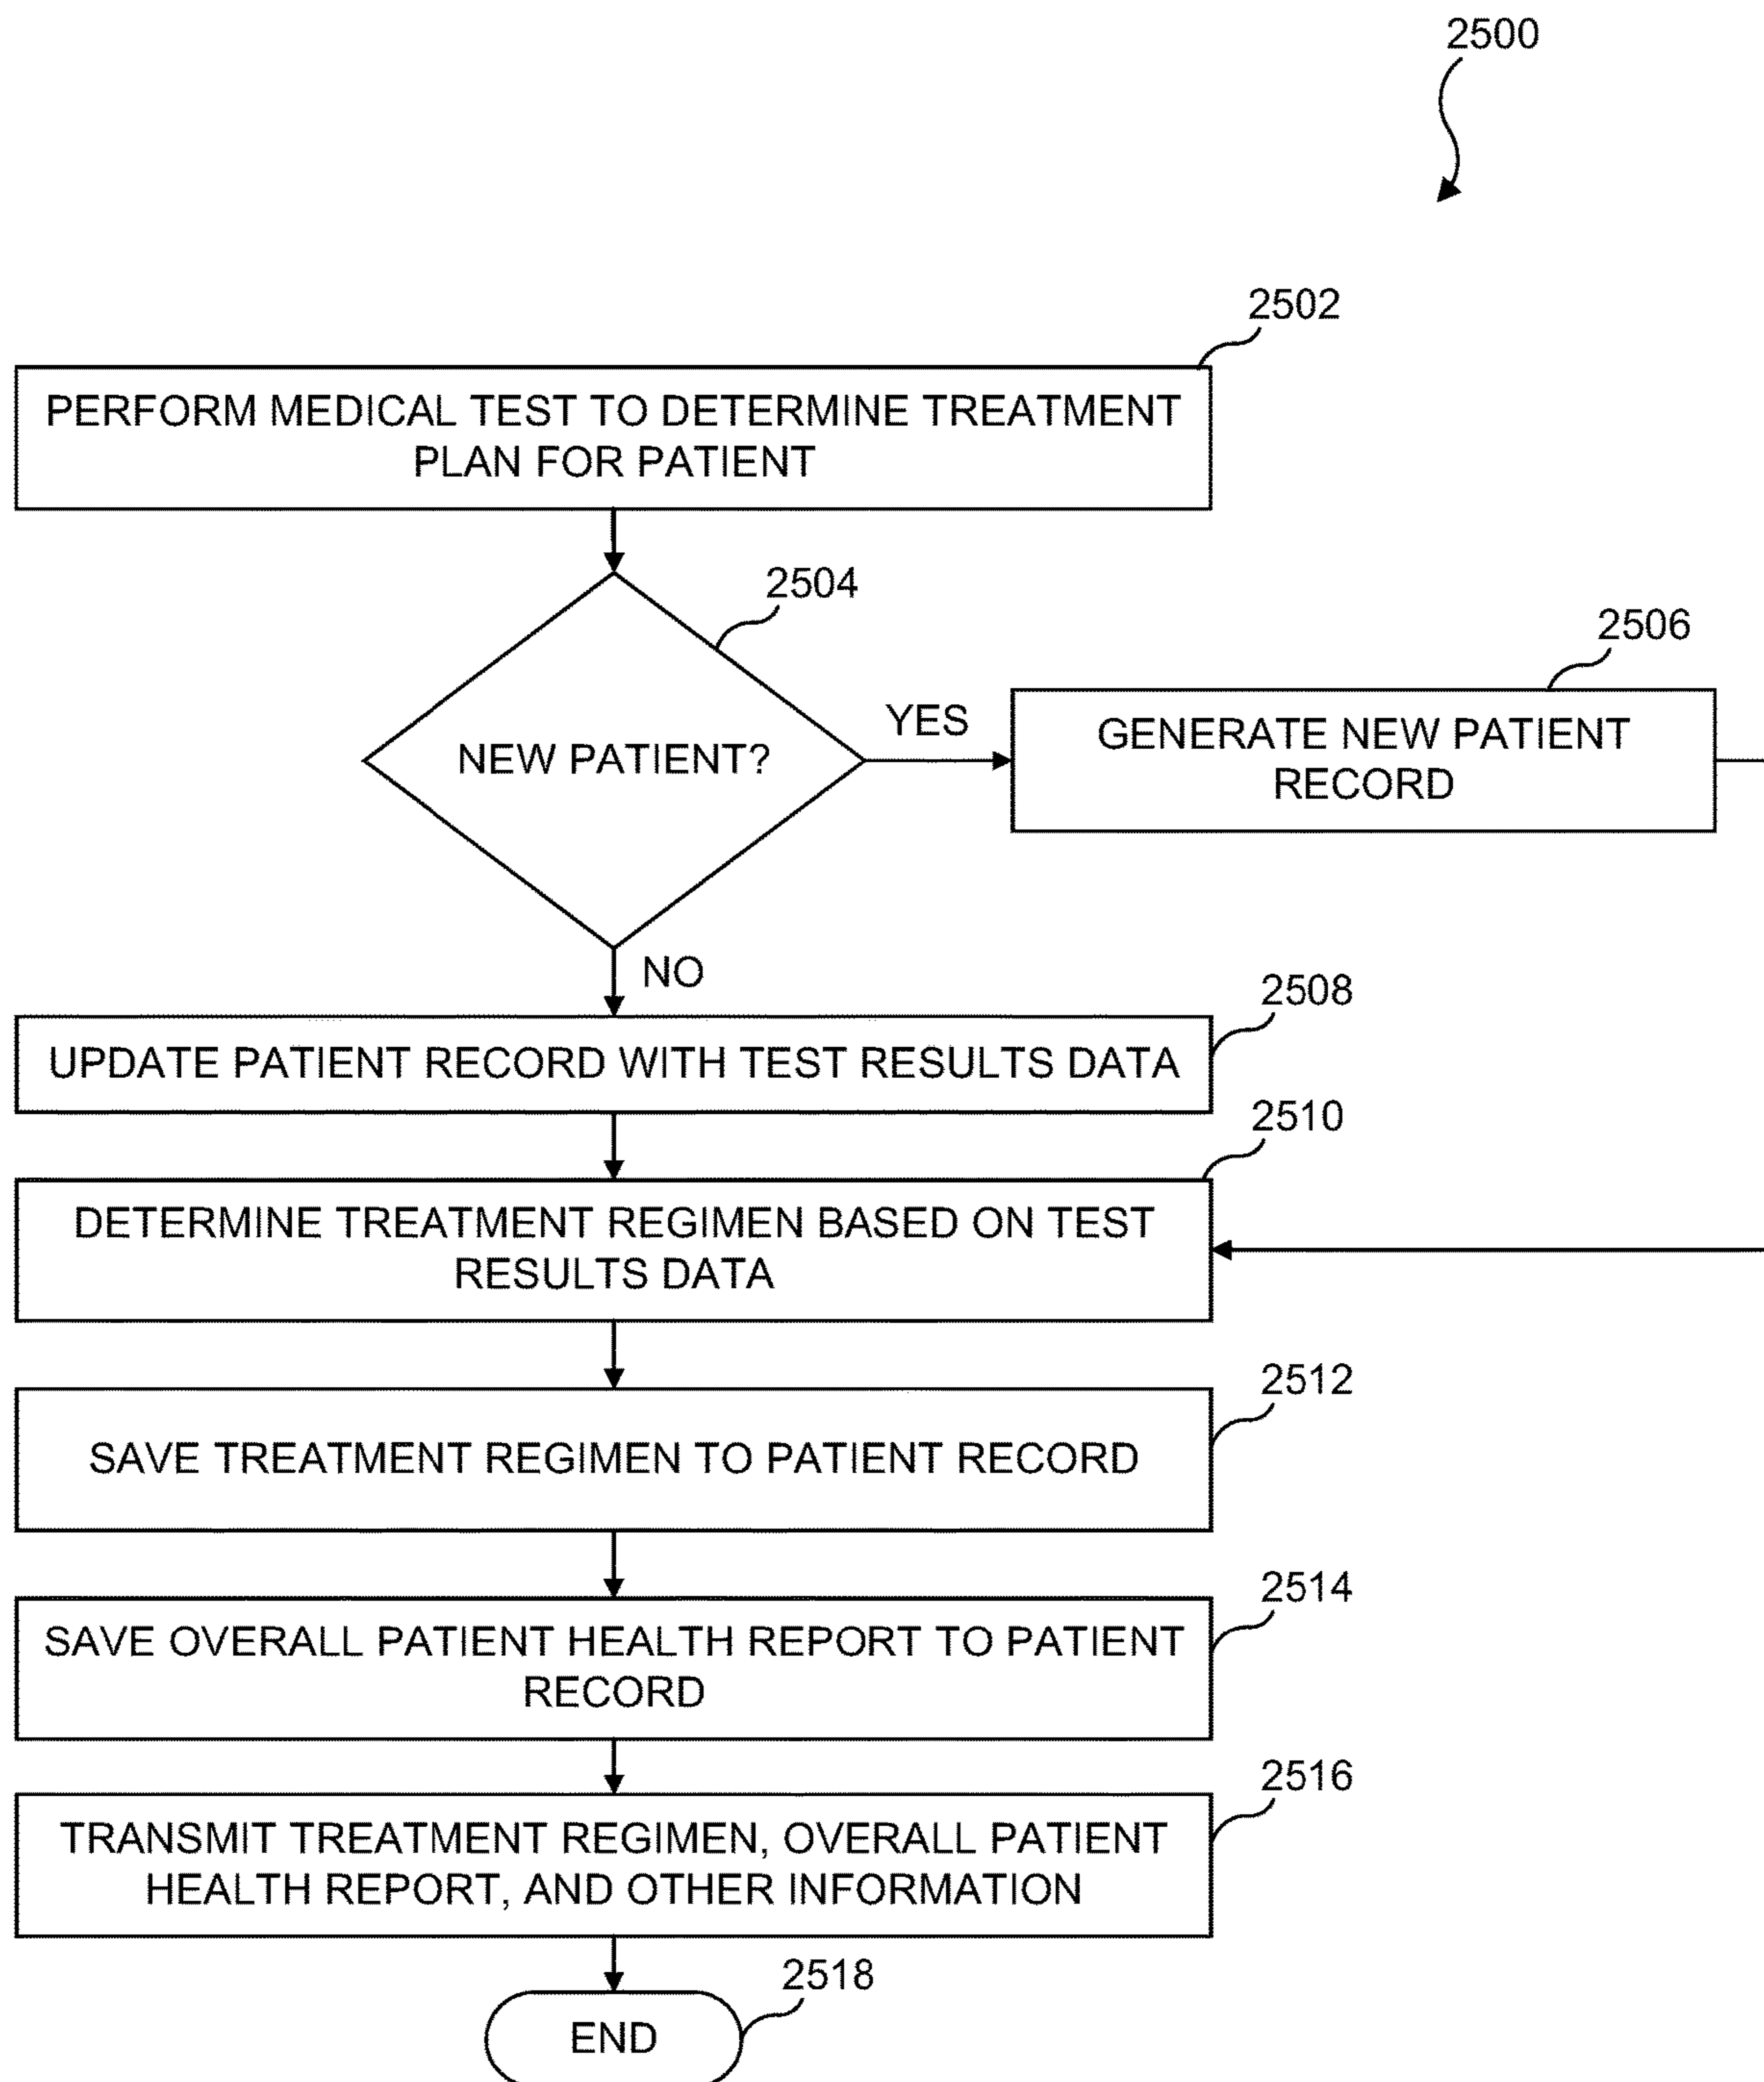 2500
2502
PERFORM MEDICAL TEST TO DETERMINE TREATMENT
PLAN FOR PATIENT
2504
2506
NEW PATIENT?
YES
GENERATE NEW PATIENT
RECORD
NO
2508
UPDATE PATIENT RECORD WITH TEST RESULTS DATA
2510
DETERMINE TREATMENT REGIMEN BASED ON TEST
RESULTS DATA
2512
SAVE TREATMENT REGIMEN TO PATIENT RECORD
2514
SAVE OVERALL PATIENT HEALTH REPORT TO PATIENT
RECORD
2516
TRANSMIT TREATMENT REGIMEN, OVERALL PATIENT
HEALTH REPORT, AND OTHER INFORMATION
2518
END